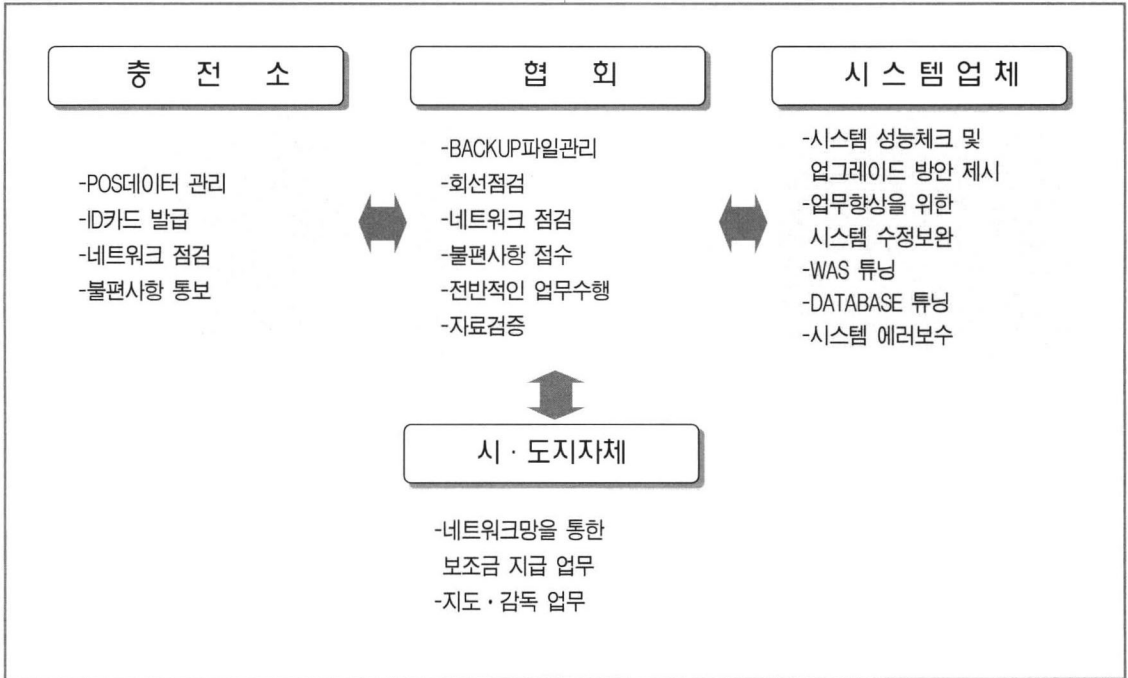 충 전 소
-POS데이터 관리
-ID카드 발급
-네트워크 점검
-불편사항 통보
협 회
-BACKUP파일관리
-회선점검
-네트워크 점검
-불편사항 접수
-전반적인 업무수행
-자료검증
시 스 템 업 체
-시스템 성능체크 및
업그레이드 방안 제시
-업무향상을 위한
시스템 수정보완
-WAS 튜닝
-DATABASE 튜닝
-시스템 에러보수
시 · 도지자체
-네트워크망을 통한
보조금 지급 업무
-지도 · 감독 업무